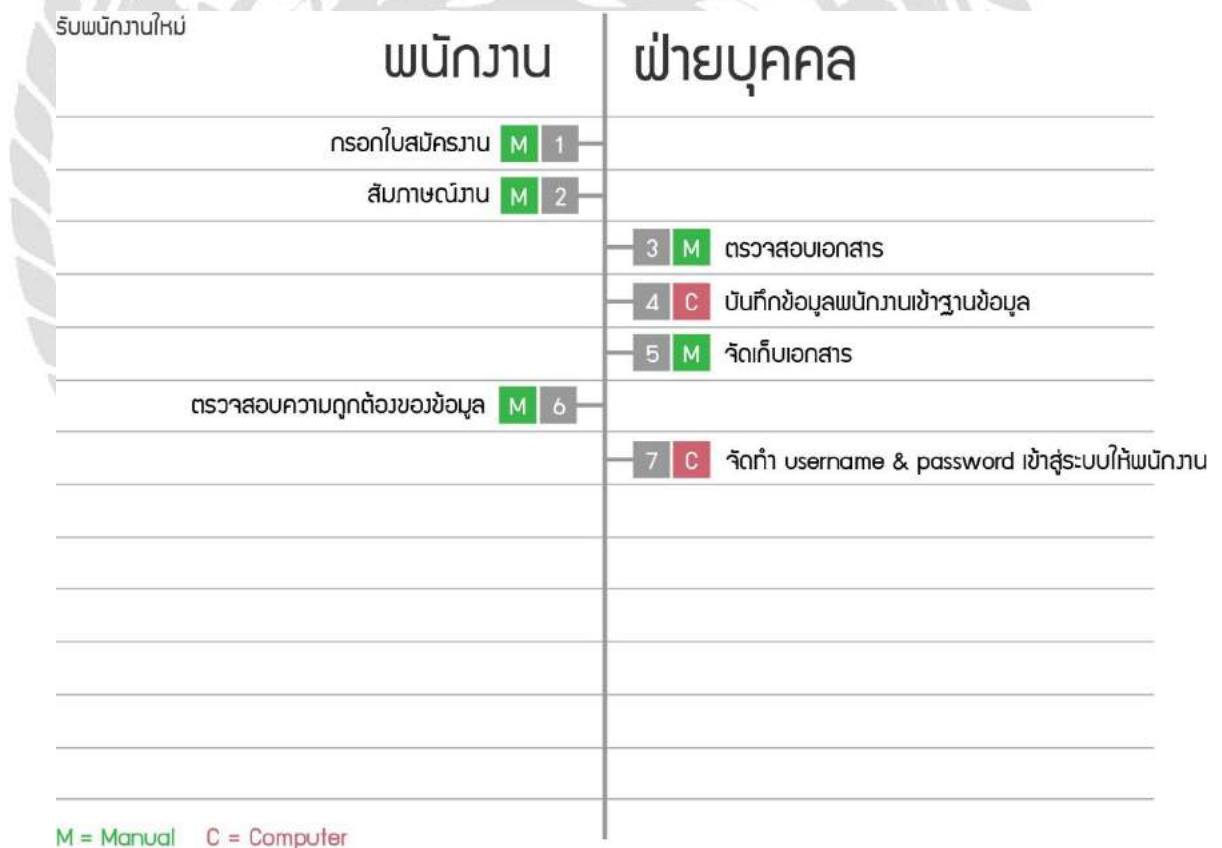 รับพนักงานใหม่
พนักงาน ฝ่ายบุคคล
กรอกใบสมัครงาน M 1
สัมภาษณ์งาน M 2
3 M ตรวจสอบเอกสาร
4 C บันทึกข้อมูลพนักงานเข้าฐานข้อมูล
5 M จัดเก็บเอกสาร
ตรวจสอบความถูกต้องของข้อมูล M 6
7 C จัดทำ username & password เข้าสู่ระบบให้พนักงาน
M = Manual C = Computer